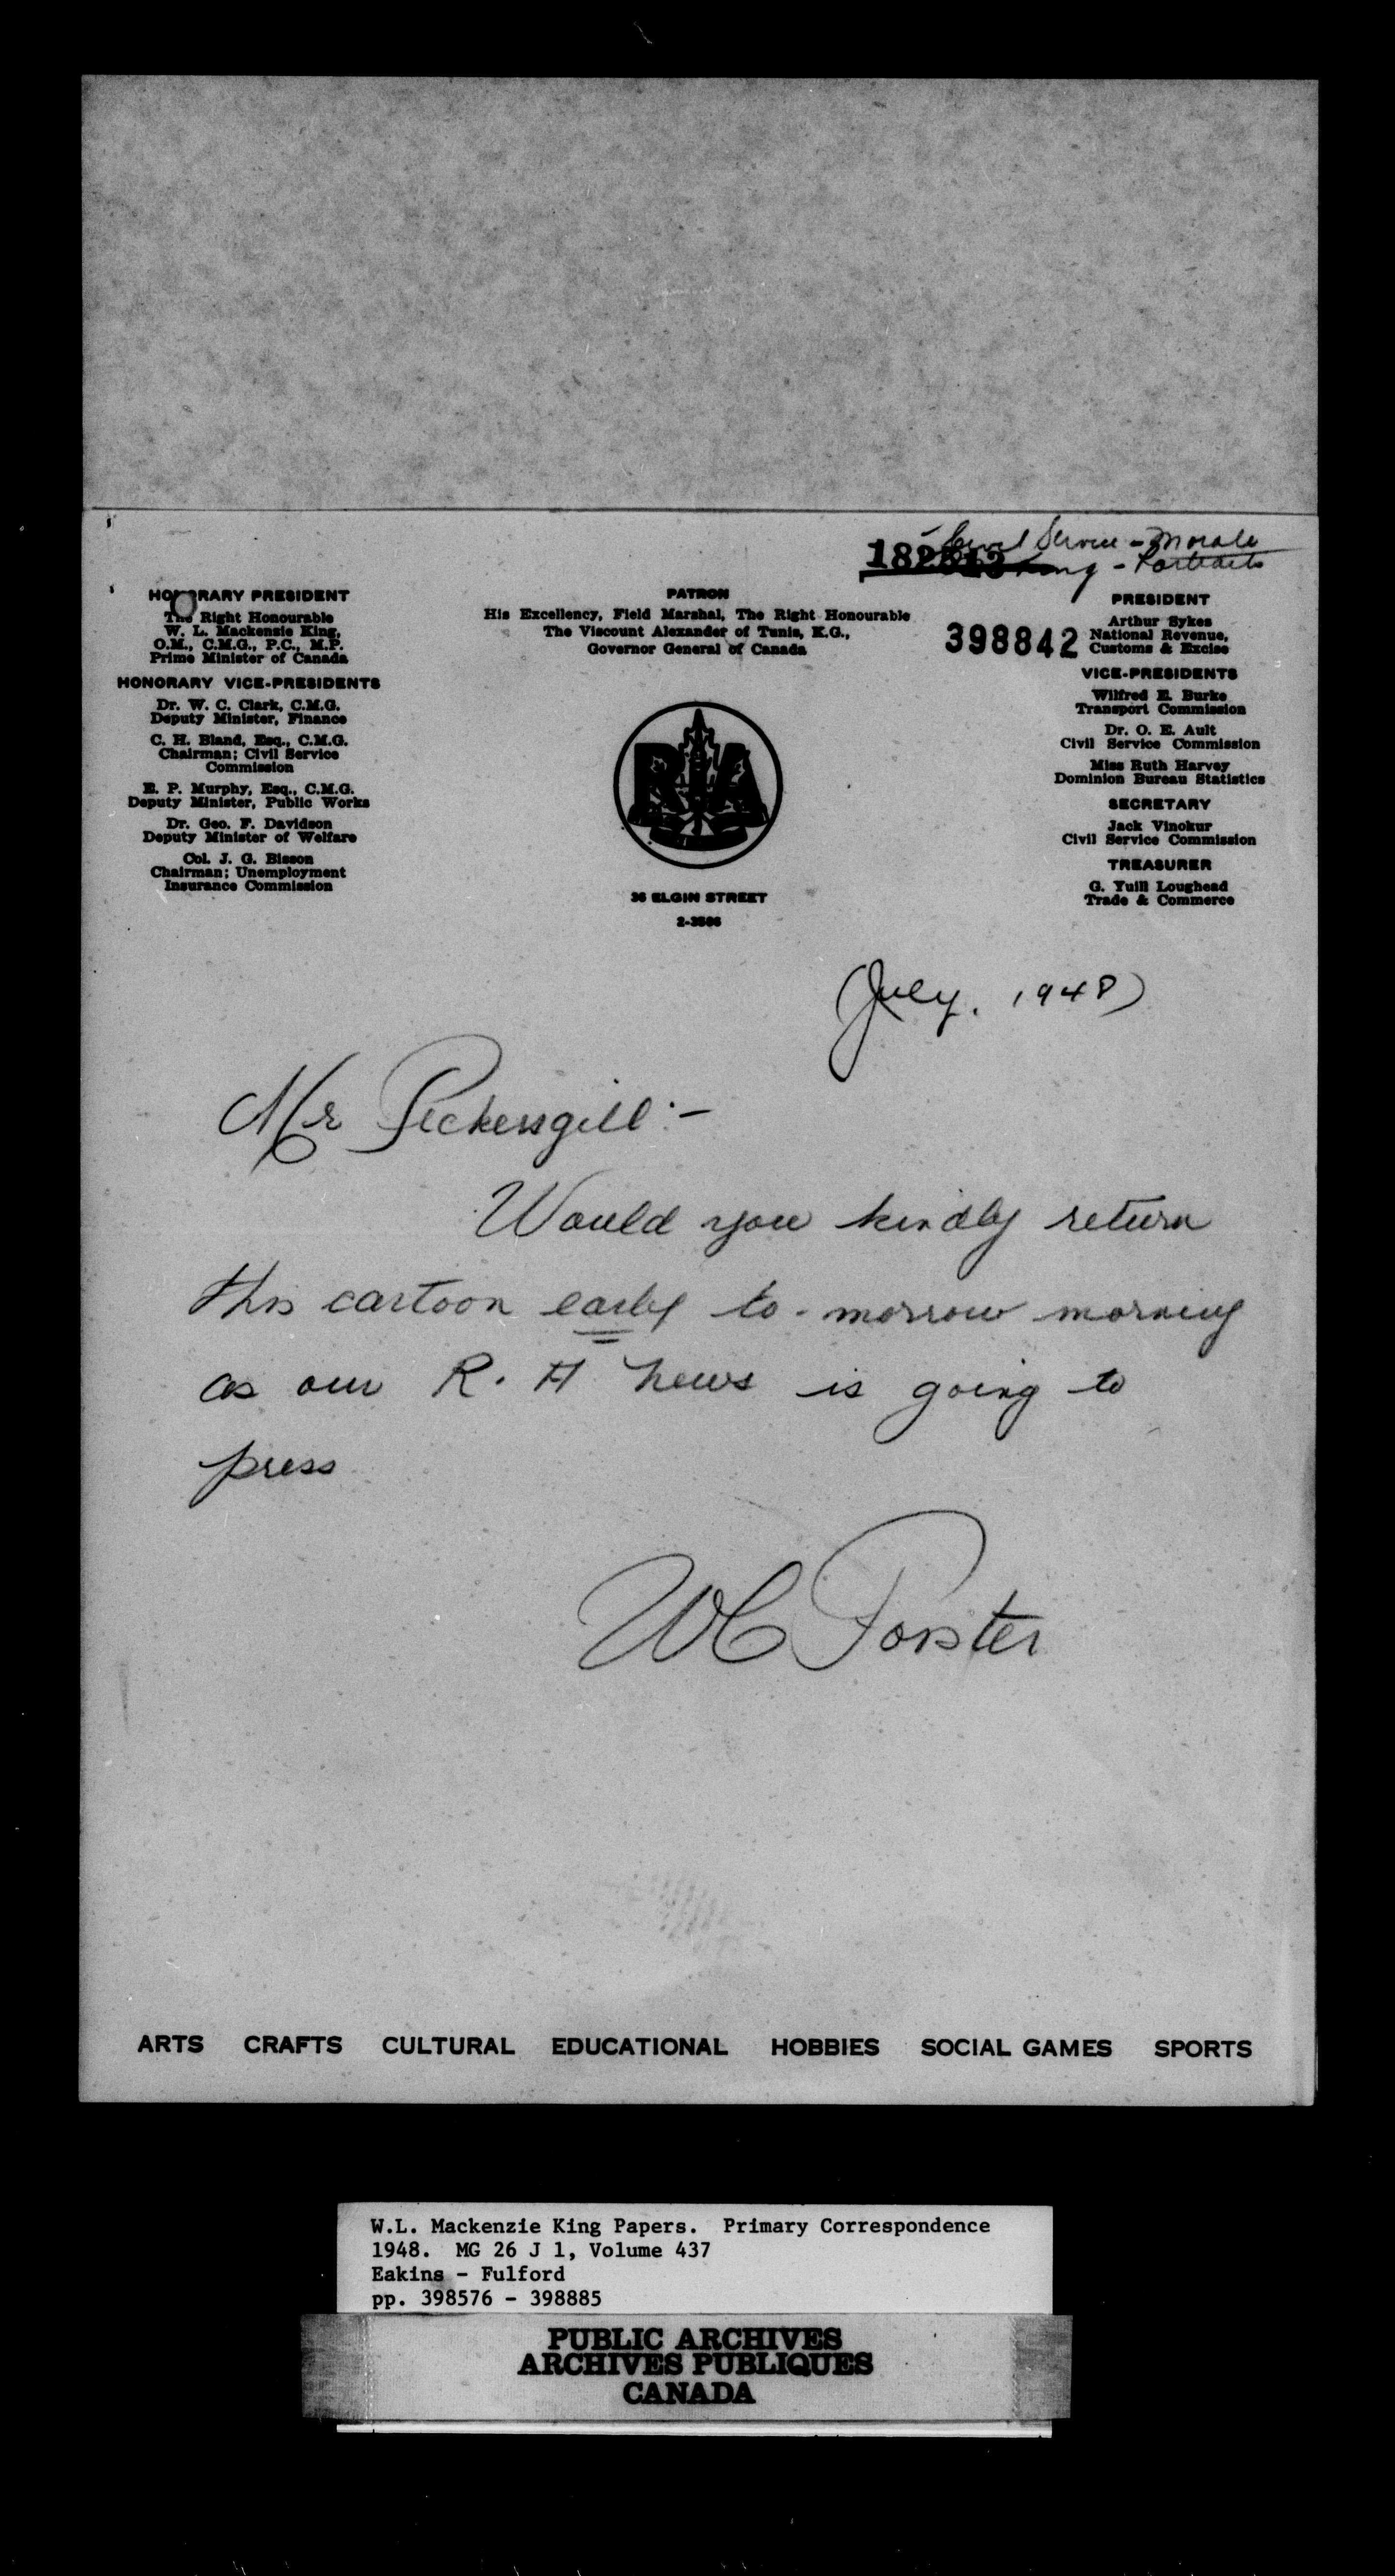 Service - Morale
King - Portraits
398842
HONORARY PRESIDENT
The Right Honourable
W. L. Mackenzie King,
O.M., C.M.G., P.C., M.P.
Prime Minister of Canada
HONORARY VICE-PRESIDENTS
Dr. W. C. Clark, C.M.G.
Deputy Minister, Finance
C. H. Bland, Esq., C.M.G.
Chairman; Civil Service
Commission
E. P. Murphy, Esq., C.M.G.
Deputy Minister, Public Works
Dr. Geo. F. Davidson
Deputy Minister of Welfare
Col. J. G. Bisson
Chairman; Unemployment
Insurance Commission
PATRON
His Excellency, Field Marshal, The Right Honourable
The Viscount Alexander of Tunis, K.G.,
Governor General of Canada
RA
36 ELGIN STREET
PRESIDENT
Arthur Sykes
National Revenue,
Customs & Excise
VICE-PRESIDENTS
Wilfred E. Burke
Transport Commission
Dr. O. E. Ault
Civil Service Commission
Miss Ruth Harvey
Dominion Bureau Statistics
SECRETARY
Jack Vinokur
Civil Service Commission
TREASURER
G. Yuill Loughead
Trade & Commerce
(July. 1948)
Mr Pickersgill:-
Would you kindly return
this cartoon early to-morrow morning
as our R. A News is going to
press
WC Forster
ARTS CRAFTS CULTURAL EDUCATIONAL HOBBIES SOCIAL GAMES SPORTS
W.L. Mackenzie King Papers. Primary Correspondence
1948. MG 26 J 1, Volume 437
Eakins - Fulford
pp. 398576 - 398885
PUBLIC ARCHIVES
ARCHIVES PUBLIQUES
CANADA